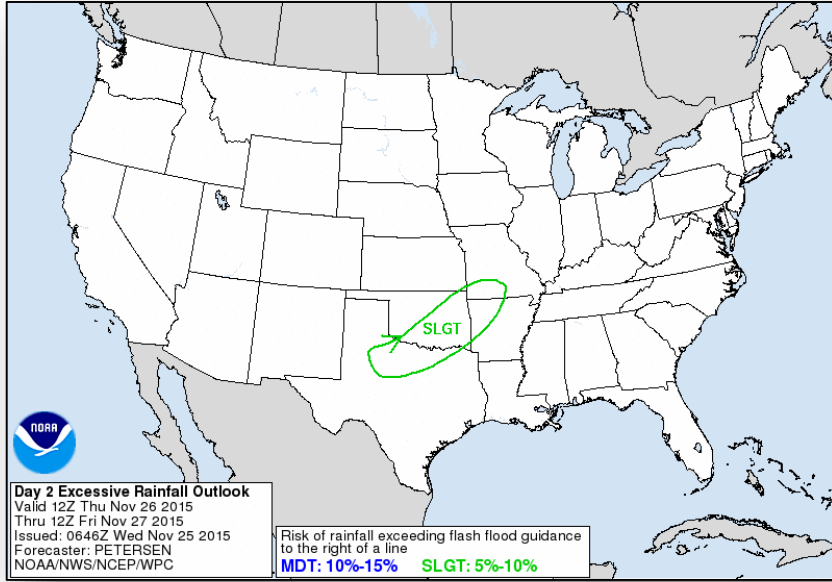 SLGT
NOAA
Day 2 Excessive Rainfall Outlook
Valid 12Z Thu Nov 26 2015
Thru 12Z Fri Nov 27 2015
Issued: 0646Z Wed Nov 25 2015
Forecaster: PETERSEN
NOAA/NWS/NCEP/WPC
Risk of rainfall exceeding flash flood guidance
to the right of a line
MDT: 10%-15% SLGT: 5%-10%